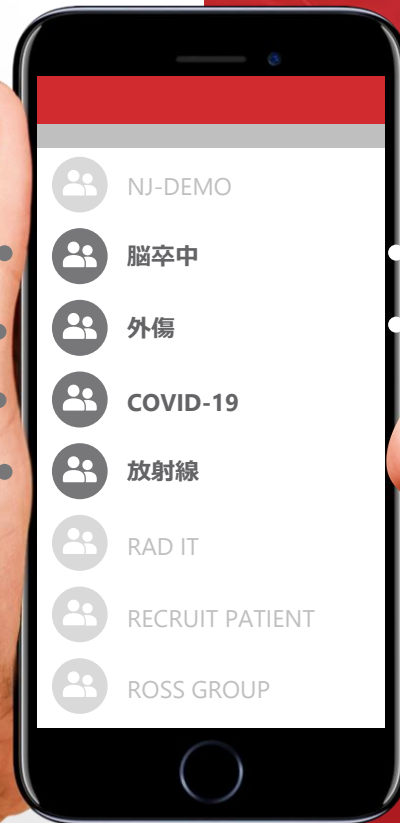 NJ-DEMO
脳卒中
外傷
COVID-19
放射線
RAD IT
RECRUIT PATIENT
ROSS GROUP